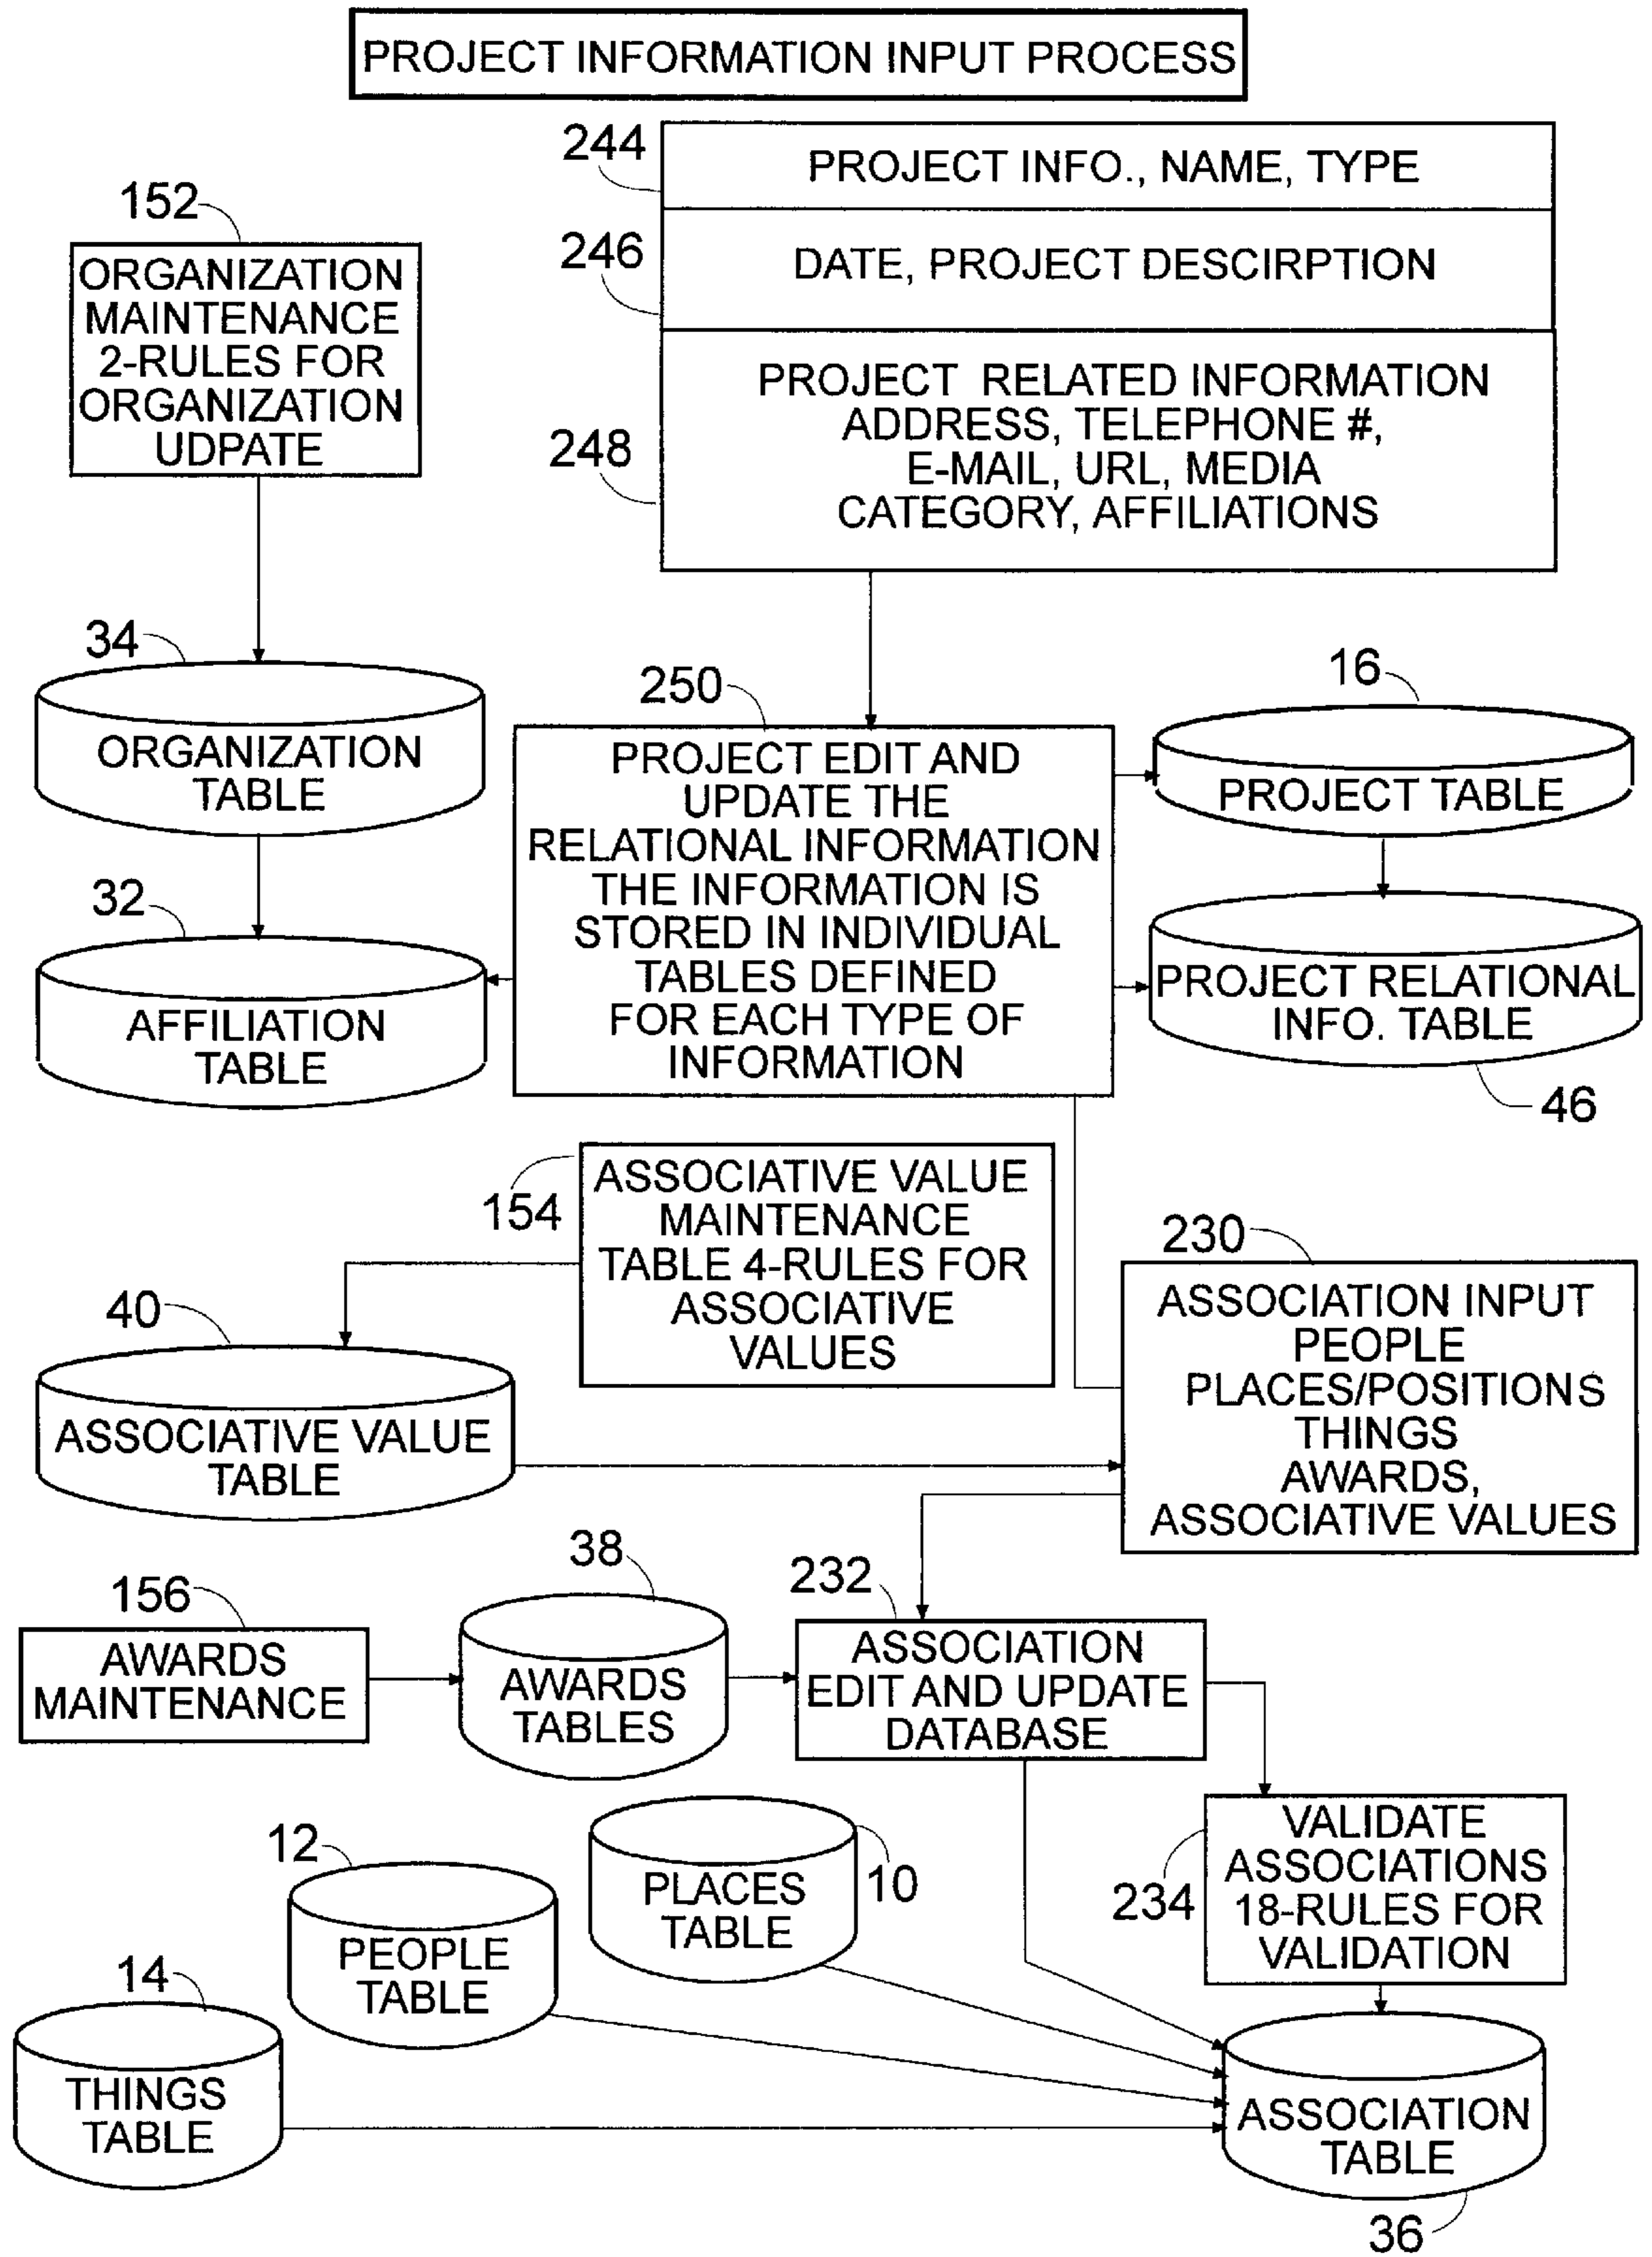 PROJECT INFORMATION INPUT PROCESS
244
PROJECT INFO., NAME, TYPE
152
246
DATE, PROJECT DESCIRPTION
ORGANIZATION
MAINTENANCE
2-RULES FOR
ORGANIZATION
UDPATE
248
PROJECT RELATED INFORMATION
ADDRESS, TELEPHONE #,
E-MAIL, URL, MEDIA
CATEGORY, AFFILIATIONS
34
ORGANIZATION
TABLE
250
PROJECT EDIT AND
UPDATE THE
RELATIONAL INFORMATION
THE INFORMATION IS
STORED IN INDIVIDUAL
TABLES DEFINED
FOR EACH TYPE OF
INFORMATION
16
PROJECT TABLE
32
AFFILIATION
TABLE
PROJECT RELATIONAL
INFO. TABLE
46
154
ASSOCIATIVE VALUE
MAINTENANCE
TABLE 4-RULES FOR
ASSOCIATIVE
VALUES
230
ASSOCIATION INPUT
PEOPLE
PLACES/POSITIONS
THINGS
AWARDS,
ASSOCIATIVE VALUES
40
ASSOCIATIVE VALUE
TABLE
156
AWARDS
MAINTENANCE
38
AWARDS
TABLES
232
ASSOCIATION
EDIT AND UPDATE
DATABASE
10
PLACES
TABLE
234
VALIDATE
ASSOCIATIONS
18-RULES FOR
VALIDATION
12
PEOPLE
TABLE
14
THINGS
TABLE
ASSOCIATION
TABLE
36